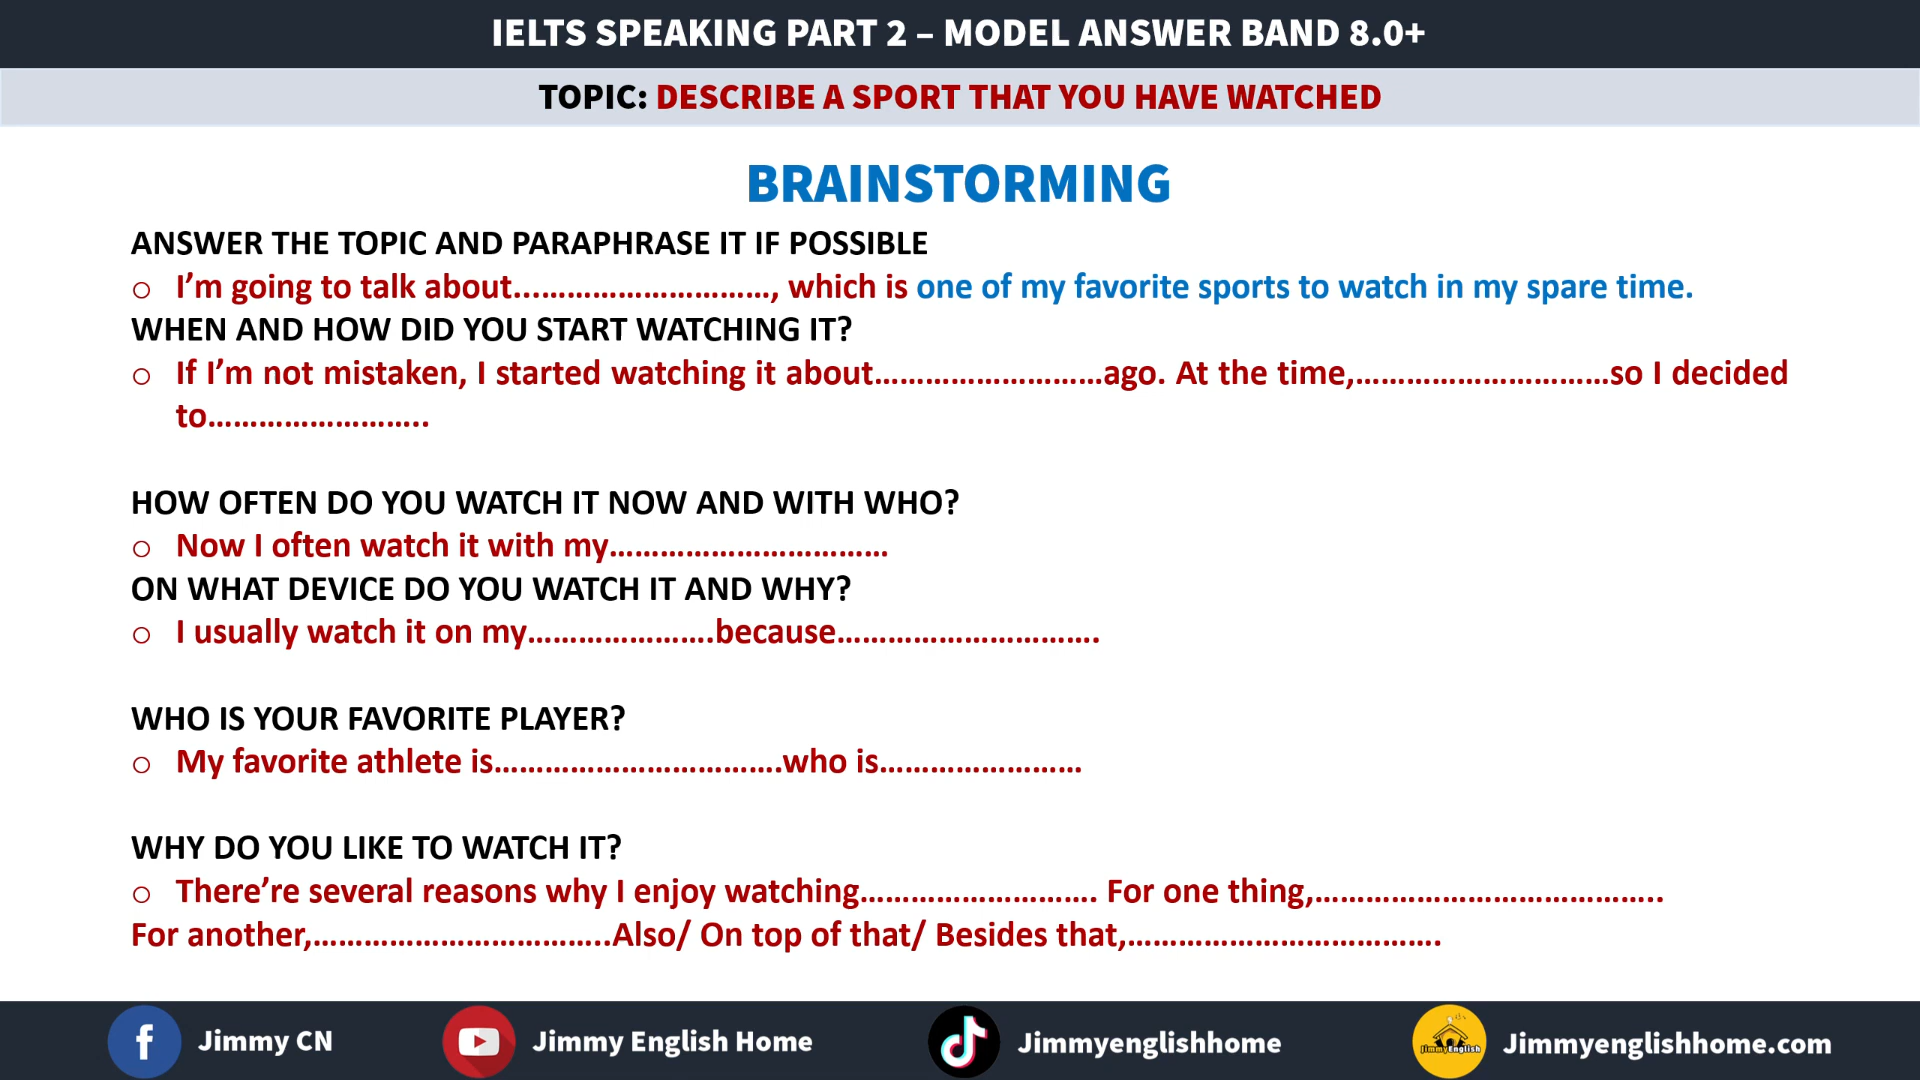 IELTS SPEAKING PART 2 – MODEL ANSWER BAND 8.0+
TOPIC: DESCRIBE A SPORT THAT YOU HAVE WATCHED
BRAINSTORMING
ANSWER THE TOPIC AND PARAPHRASE IT IF POSSIBLE
o I'm going to talk about...………………………, which is one of my favorite sports to watch in my spare time.
WHEN AND HOW DID YOU START WATCHING IT?
o If I'm not mistaken, I started watching it about………………………ago. At the time,…………………………so I decided
to……………………..
HOW OFTEN DO YOU WATCH IT NOW AND WITH WHO?
o Now I often watch it with my……………………………
ON WHAT DEVICE DO YOU WATCH IT AND WHY?
o I usually watch it on my………………….because………………………….
WHO IS YOUR FAVORITE PLAYER?
o My favorite athlete is…………………………….who is……………………
WHY DO YOU LIKE TO WATCH IT?
o There're several reasons why I enjoy watching………………………. For one thing,…………………………………..
For another,……………………………..Also/ On top of that/ Besides that,……………………………….
Jimmy CN
Jimmy English Home
Jimmyenglishhome
JimmyEnglish
Jimmyenglishhome.com